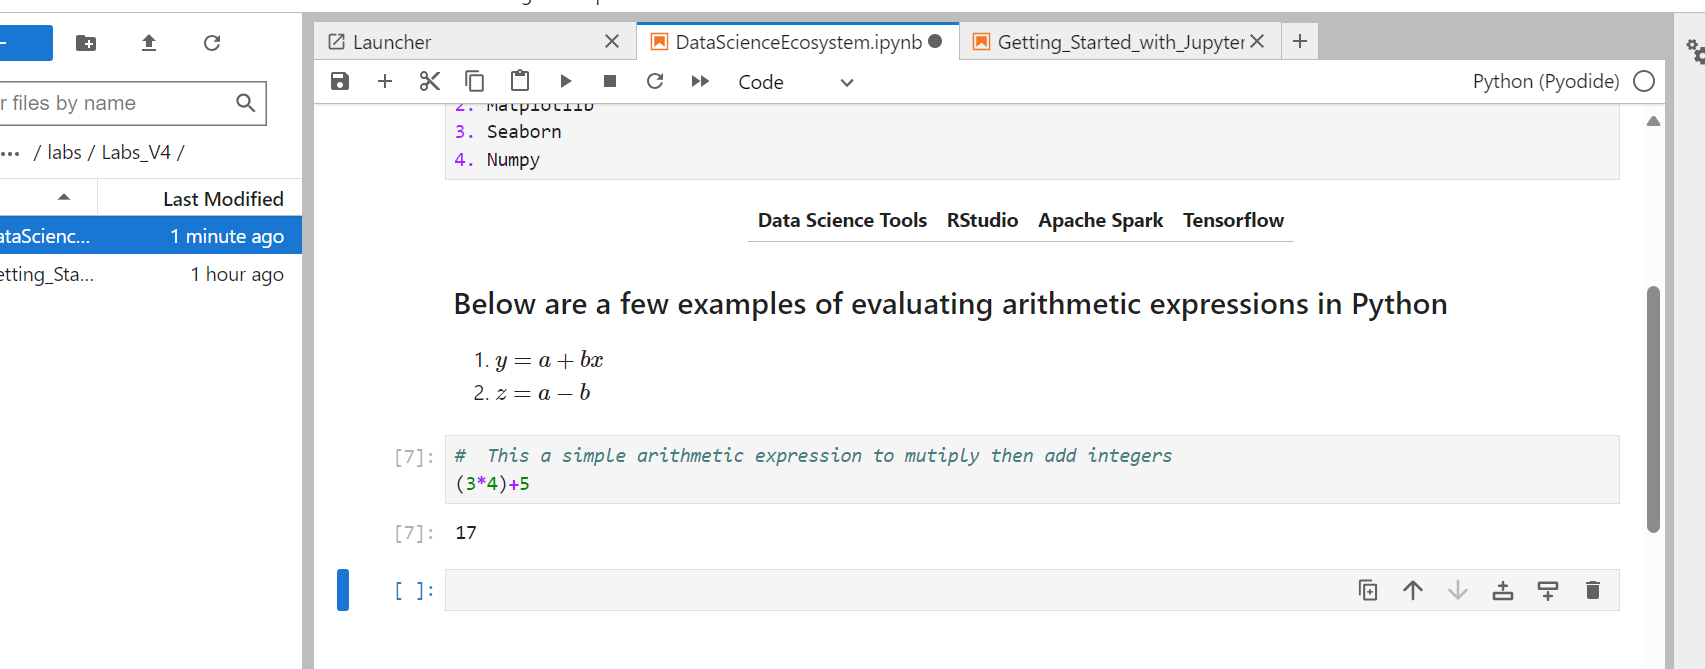 Launcher
DataScienceEcosystem.ipynb
Getting_Started_with_Jupyter
Code
Python (Pyodide)
r files by name
/ labs / Labs_V4 /
Last Modified
ataScienc... 1 minute ago
etting_Sta... 1 hour ago
2. Matplotlib
3. Seaborn
4. Numpy
Data Science Tools RStudio Apache Spark Tensorflow
Below are a few examples of evaluating arithmetic expressions in Python
1. y = a + bx
2. z = a − b
[7]: # This a simple arithmetic expression to mutiply then add integers
(3*4)+5
[7]: 17
[ ]: